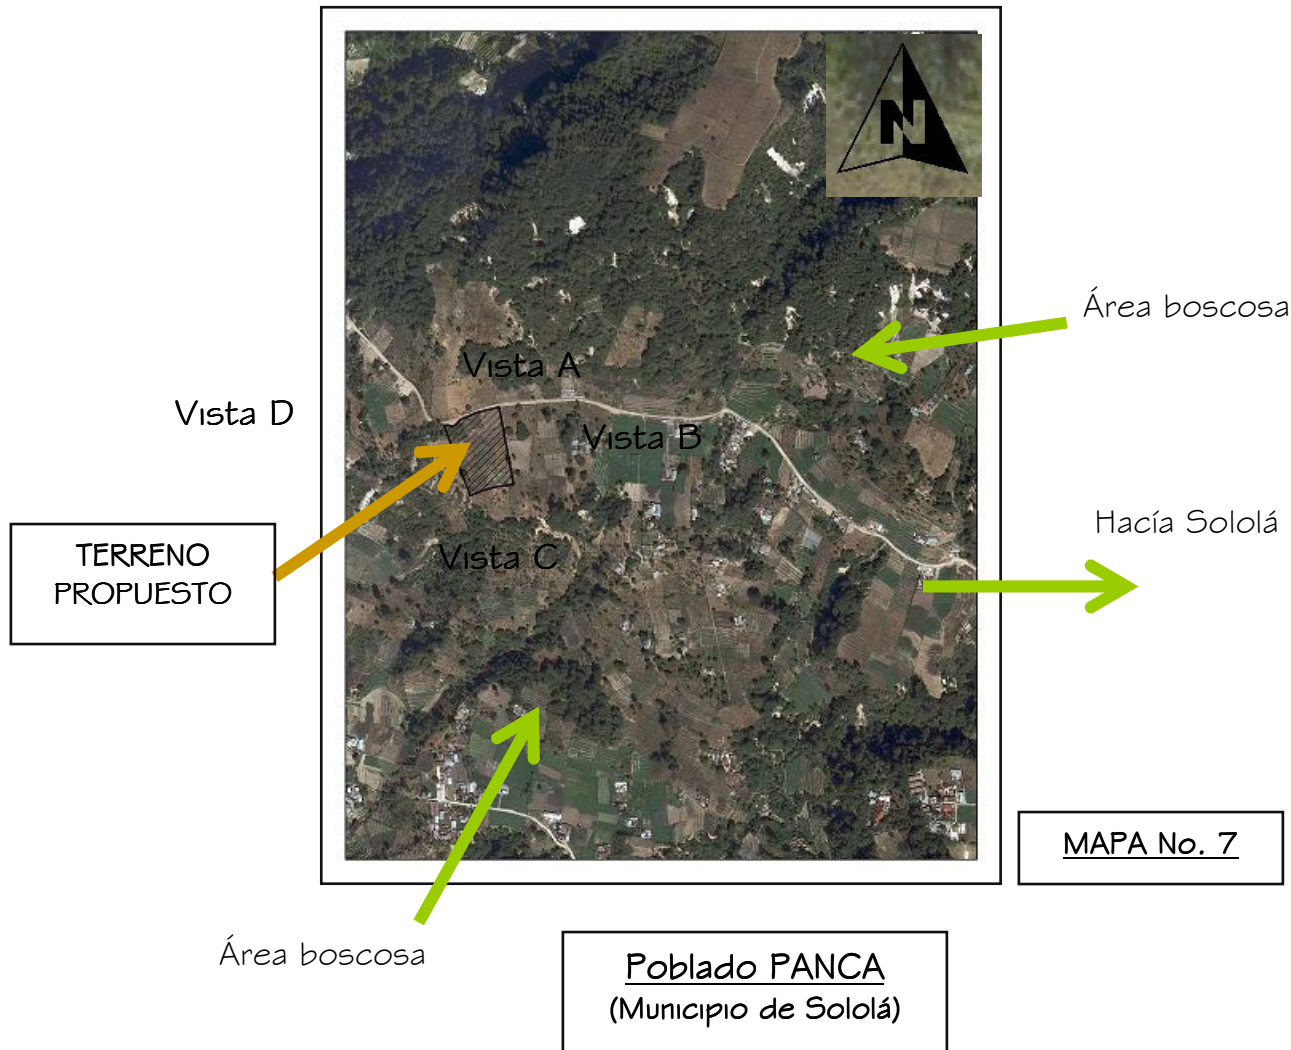 N
Área boscosa
Vista A
Vista D
Vista B
Hacía Sololá
TERRENO
PROPUESTO
Vista C
MAPA No. 7
Área boscosa
Poblado PANCA
(Municipio de Sololá)